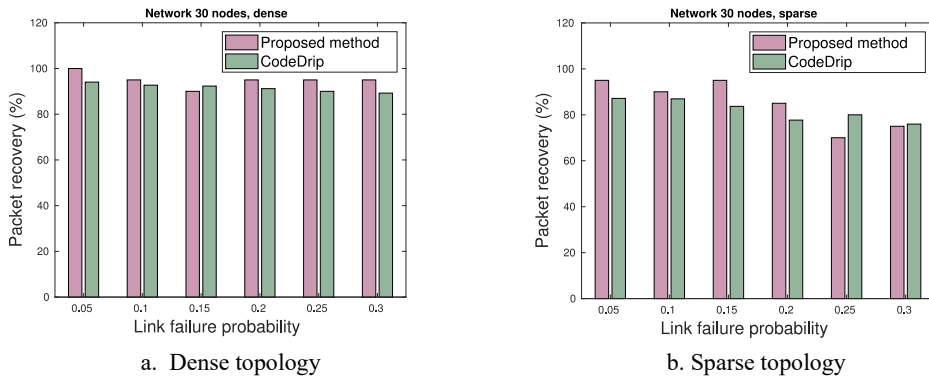 Network 30 nodes, dense
120
100
80
60
40
20
0
Packet recovery (%)
Proposed method
CodeDrip
0.05 0.1 0.15 0.2 0.25 0.3
Link failure probability
a. Dense topology
Network 30 nodes, sparse
120
100
80
60
40
20
0
Packet recovery (%)
Proposed method
CodeDrip
0.05 0.1 0.15 0.2 0.25 0.3
Link failure probability
b. Sparse topology